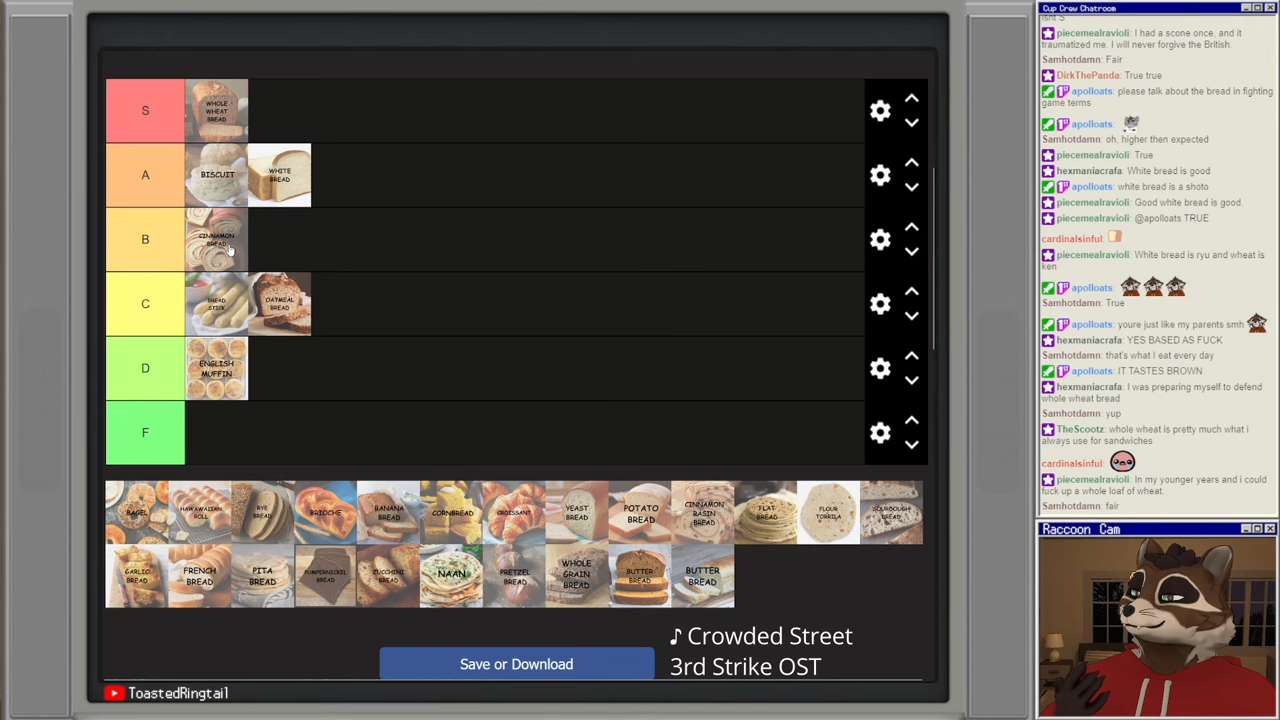 S
WHOLE
WHEAT
BREAD
A
BISCUIT
WHITE
BREAD
B
CINNAMON
BREAD
C
BREAD
STICK
OATMEAL
BREAD
D
ENGLISH
MUFFIN
F
BAGEL
HAWAWAIIAN
ROLL
RYE
BREAD
BRIOCHE
BANANA
BREAD
CORNBREAD
CROISSANT
YEAST
BREAD
POTATO
BREAD
CINNAMON
RASIN
BREAD
FLAT
BREAD
FLOUR
TORRILA
SOURDOUGH
BREAD
GARLIC
BREAD
FRENCH
BREAD
PITA
BREAD
PUMPERNICKEL
BREAD
ZUCCHINI
BREAD
NAAN
PRETZEL
BREAD
WHOLE
GRAIN
BREAD
BUTTER
BREAD
BUTTER
BREAD
Save or Download
♪ Crowded Street
3rd Strike OST
ToastedRingtail
Cup Crew Chatroom
isnt S
piecemealravioli: I had a scone once, and it
traumatized me. I will never forgive the British.
Samhotdamn: Fair
DirkThePanda: True true
apolloats: please talk about the bread in fighting
game terms
apolloats:
Samhotdamn: oh, higher then expected
piecemealravioli: True
hexmaniacrafa: White bread is good
apolloats: white bread is a shoto
piecemealravioli: Good white bread is good.
piecemealravioli: @apolloats TRUE
cardinalsinful:
piecemealravioli: White bread is ryu and wheat is
ken
apolloats:
Samhotdamn: True
apolloats: youre just like my parents smh
hexmaniacrafa: YES BASED AS FUCK
Samhotdamn: that's what I eat every day
apolloats: IT TASTES BROWN
hexmaniacrafa: I was preparing myself to defend
whole wheat bread
Samhotdamn: yup
TheScootz: whole wheat is pretty much what i
always use for sandwiches
cardinalsinful:
piecemealravioli: In my younger years and i could
fuck up a whole loaf of wheat.
Samhotdamn: fair
Raccoon Cam